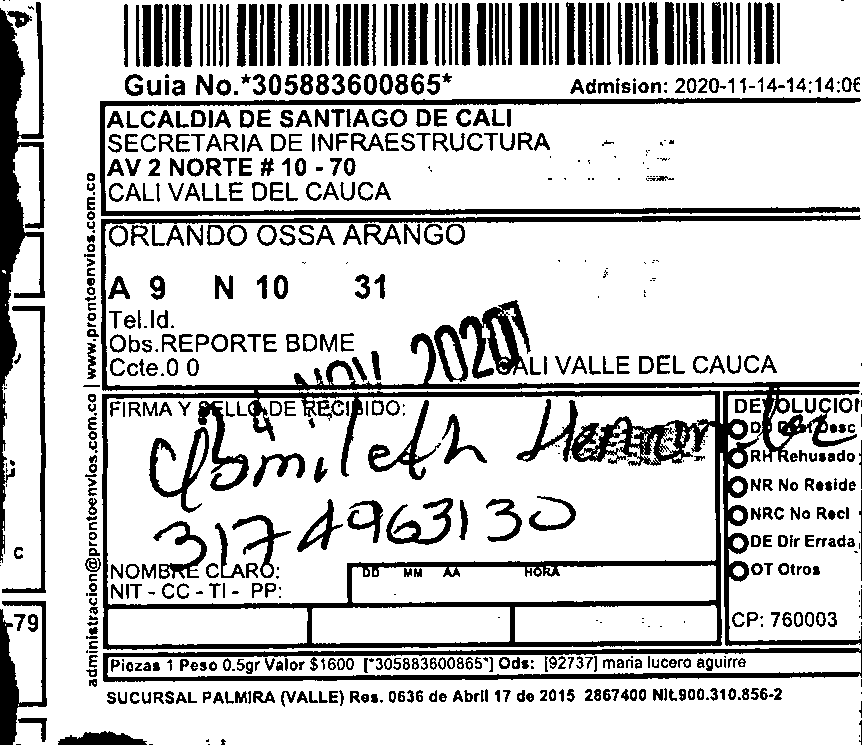 Guia No.*305883600865*
Admision: 2020-11-14-14:14:06
ALCALDIA DE SANTIAGO DE CALI
SECRETARIA DE INFRAESTRUCTURA
AV 2 NORTE # 10 - 70
CALI VALLE DEL CAUCA
ORLANDO OSSA ARANGO
A 9 N 10 31
Tel.Id.
Obs.REPORTE BDME
Ccte.0 0
CALI VALLE DEL CAUCA
24 NOV 2020
www.prontoenvios.com.co
administracion@prontoenvios.com.co
FIRMA Y SELLO DE RECIBIDO:
Yomileth
3174963130
NOMBRE CLARO:
NIT - CC - TI - PP:
DD MM AA HORA
DEVOLUCION
RH Rehusado
NR No Reside
NRC No Recl
DE Dir Errada
OT Otros
CP: 760003
-79
C
Piezas 1 Peso 0.5gr Valor $1600 [*305883600865*] Ods: [92737] maria lucero aguirre
SUCURSAL PALMIRA (VALLE) Res. 0636 de Abril 17 de 2015 2867400 Nit.900.310.856-2